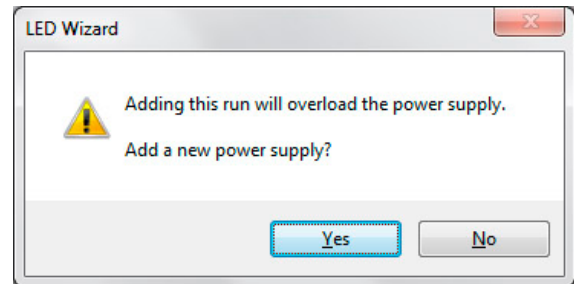 LED Wizard
Adding this run will overload the power supply.
Add a new power supply?
Yes
No